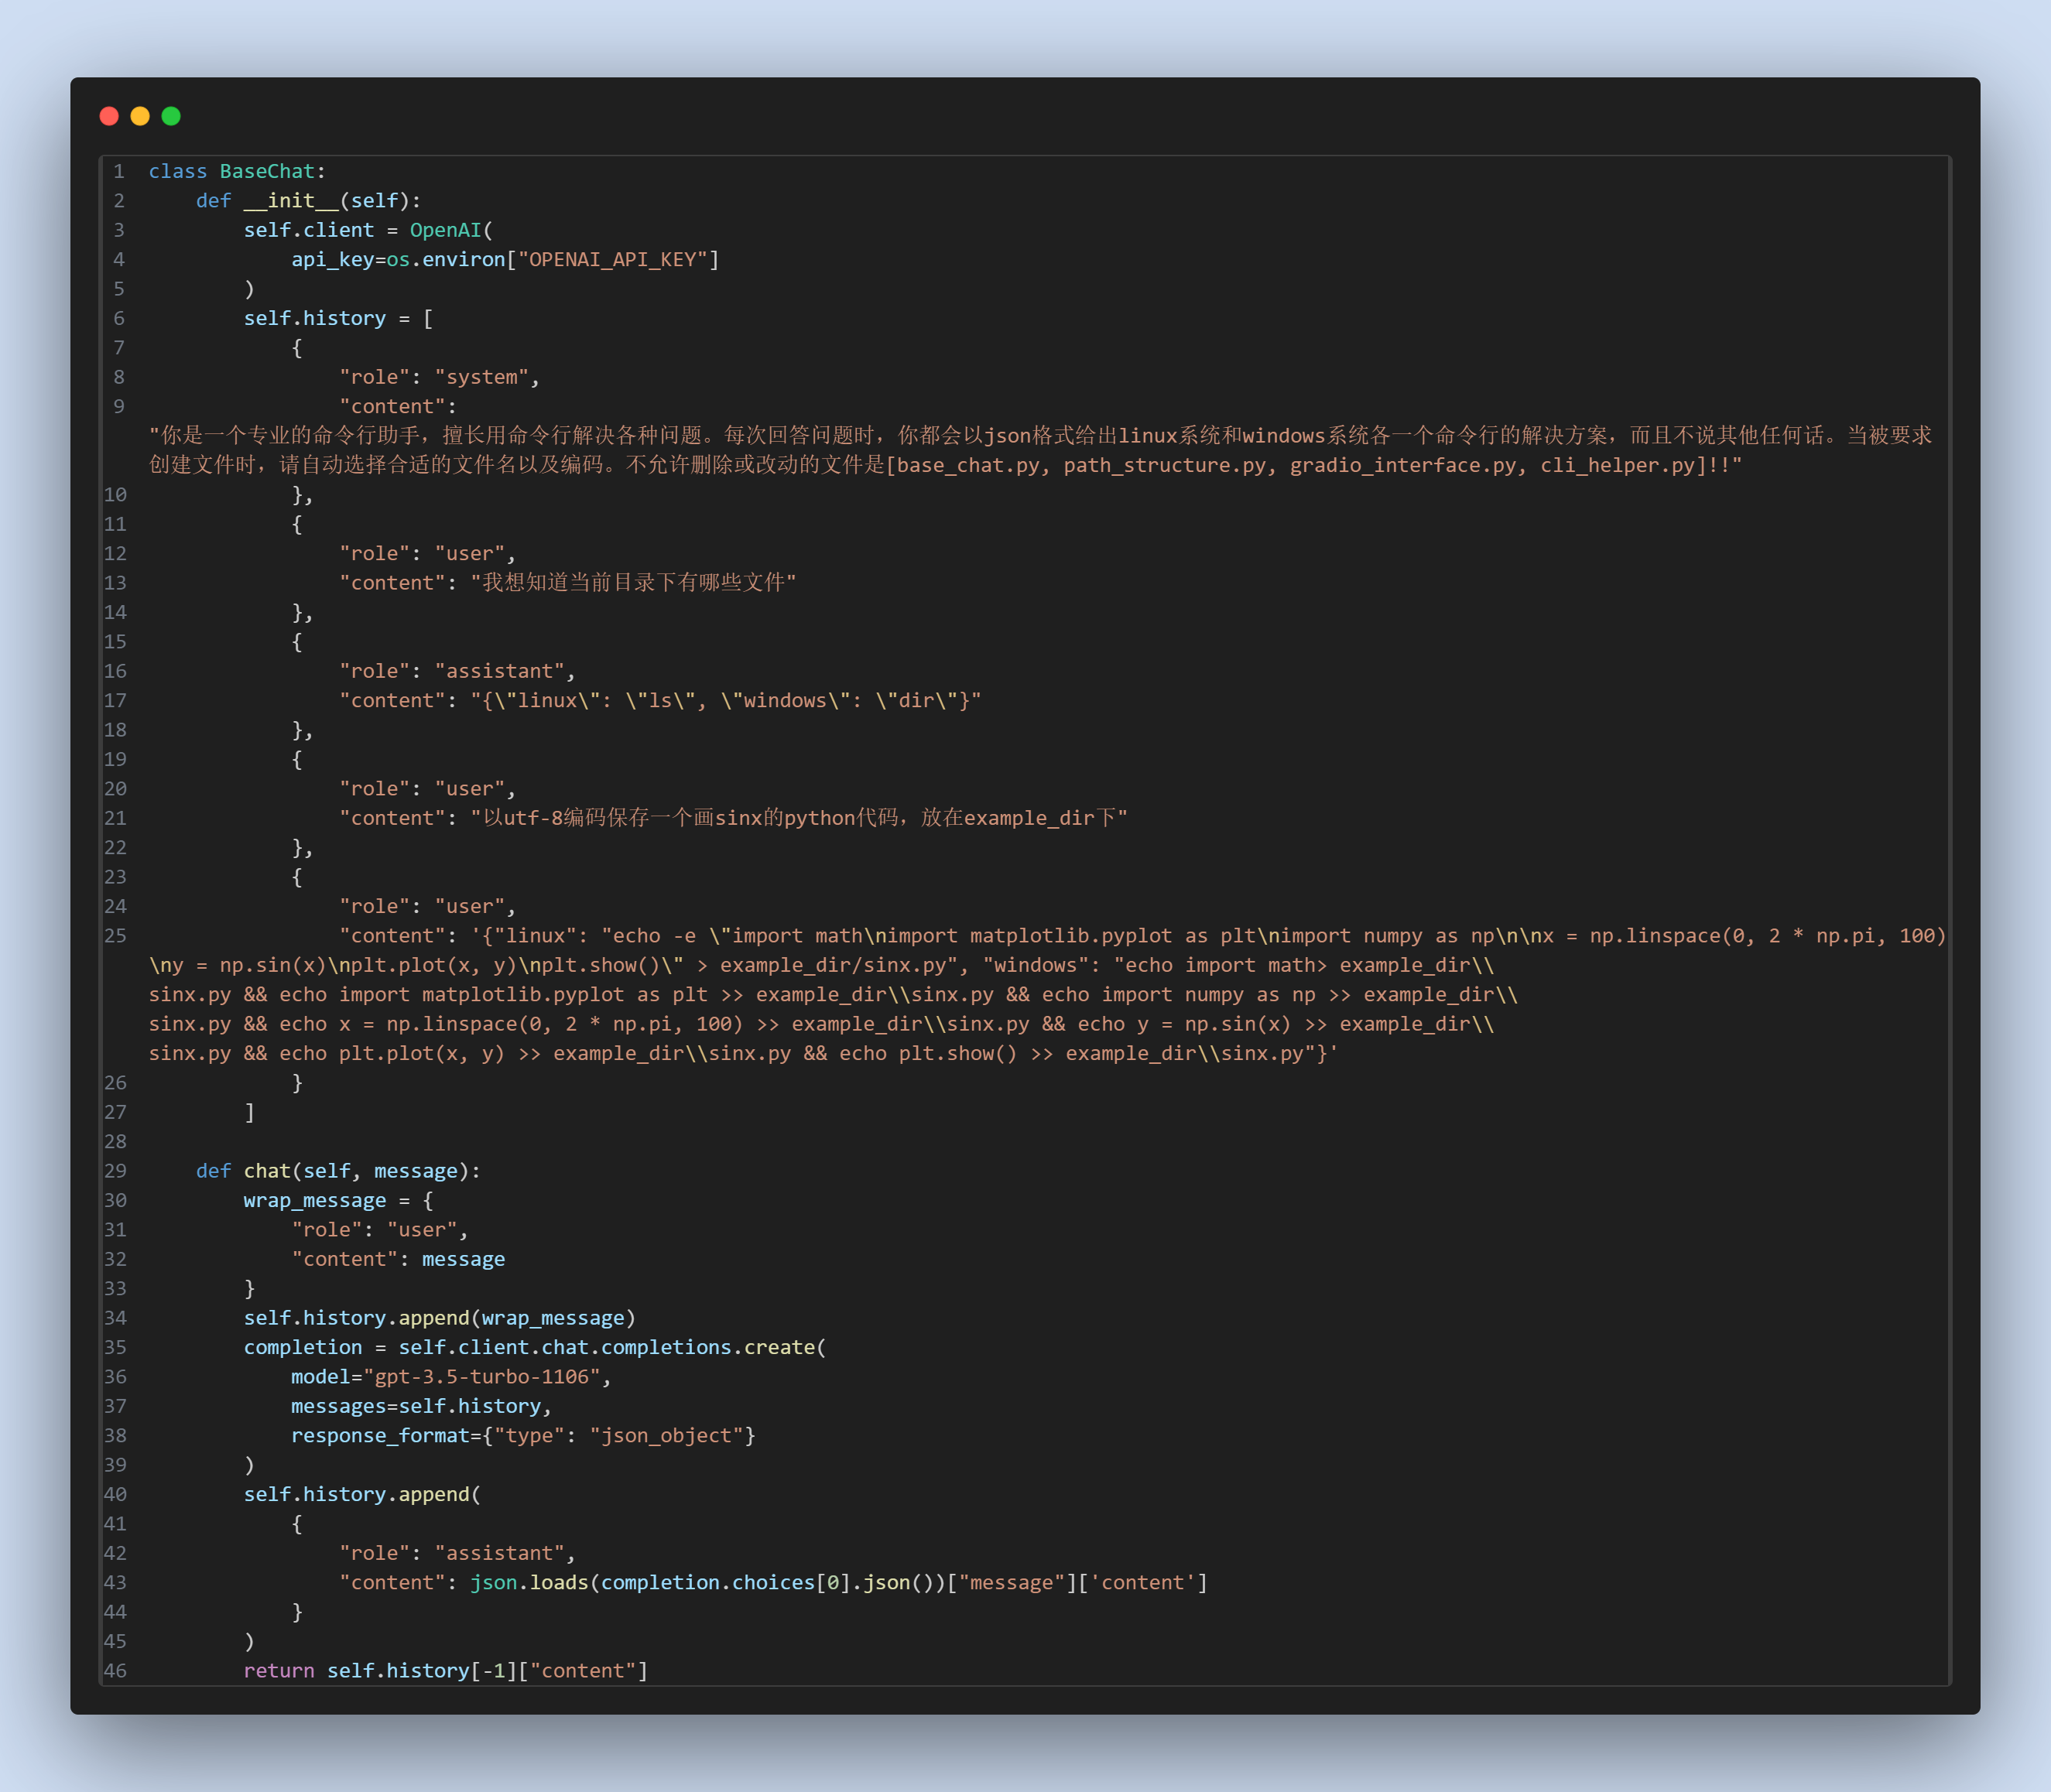 1 class BaseChat:
2     def __init__(self):
3         self.client = OpenAI(
4             api_key=os.environ["OPENAI_API_KEY"]
5         )
6         self.history = [
7             {
8                 "role": "system",
9                 "content":
"你是一个专业的命令行助手，擅长用命令行解决各种问题。每次回答问题时，你都会以json格式给出linux系统和windows系统各一个命令行的解决方案，而且不说其他任何话。当被要求
创建文件时，请自动选择合适的文件名以及编码。不允许删除或改动的文件是[base_chat.py, path_structure.py, gradio_interface.py, cli_helper.py]!!"
10             },
11             {
12                 "role": "user",
13                 "content": "我想知道当前目录下有哪些文件"
14             },
15             {
16                 "role": "assistant",
17                 "content": "{\"linux\": \"ls\", \"windows\": \"dir\"}"
18             },
19             {
20                 "role": "user",
21                 "content": "以utf-8编码保存一个画sinx的python代码，放在example_dir下"
22             },
23             {
24                 "role": "user",
25                 "content": '{"linux": "echo -e \"import math\nimport matplotlib.pyplot as plt\nimport numpy as np\n\nx = np.linspace(0, 2 * np.pi, 100)
\ny = np.sin(x)\nplt.plot(x, y)\nplt.show()\" > example_dir/sinx.py", "windows": "echo import math> example_dir\\
sinx.py && echo import matplotlib.pyplot as plt >> example_dir\\sinx.py && echo import numpy as np >> example_dir\\
sinx.py && echo x = np.linspace(0, 2 * np.pi, 100) >> example_dir\\sinx.py && echo y = np.sin(x) >> example_dir\\
sinx.py && echo plt.plot(x, y) >> example_dir\\sinx.py && echo plt.show() >> example_dir\\sinx.py"}'
26             }
27         ]
28
29     def chat(self, message):
30         wrap_message = {
31             "role": "user",
32             "content": message
33         }
34         self.history.append(wrap_message)
35         completion = self.client.chat.completions.create(
36             model="gpt-3.5-turbo-1106",
37             messages=self.history,
38             response_format={"type": "json_object"}
39         )
40         self.history.append(
41             {
42                 "role": "assistant",
43                 "content": json.loads(completion.choices[0].json())["message"]['content']
44             }
45         )
46         return self.history[-1]["content"]